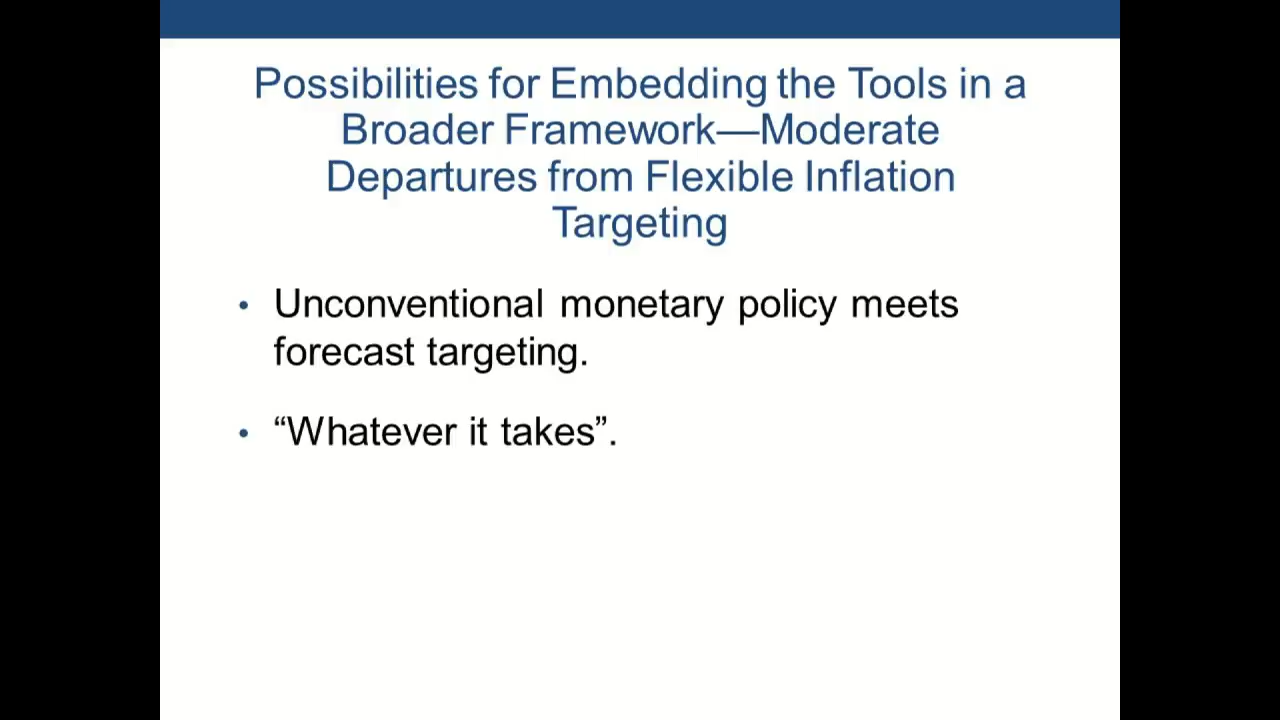 Possibilities for Embedding the Tools in a
Broader Framework—Moderate
Departures from Flexible Inflation
Targeting
• Unconventional monetary policy meets
forecast targeting.
• “Whatever it takes”.